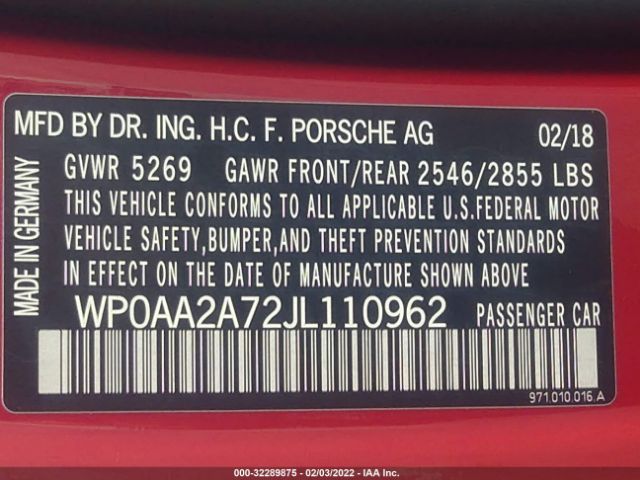 MFD BY DR. ING. H.C. F. PORSCHE AG 02/18
GVWR 5269 GAWR FRONT/REAR 2546/2855 LBS
THIS VEHICLE CONFORMS TO ALL APPLICABLE U.S.FEDERAL MOTOR
VEHICLE SAFETY,BUMPER,AND THEFT PREVENTION STANDARDS
IN EFFECT ON THE DATE OF MANUFACTURE SHOWN ABOVE.
MADE IN GERMANY
WP0AA2A72JL110962 PASSENGER CAR
971.010.016.A
000-32289875 - 02/03/2022 - IAA Inc.